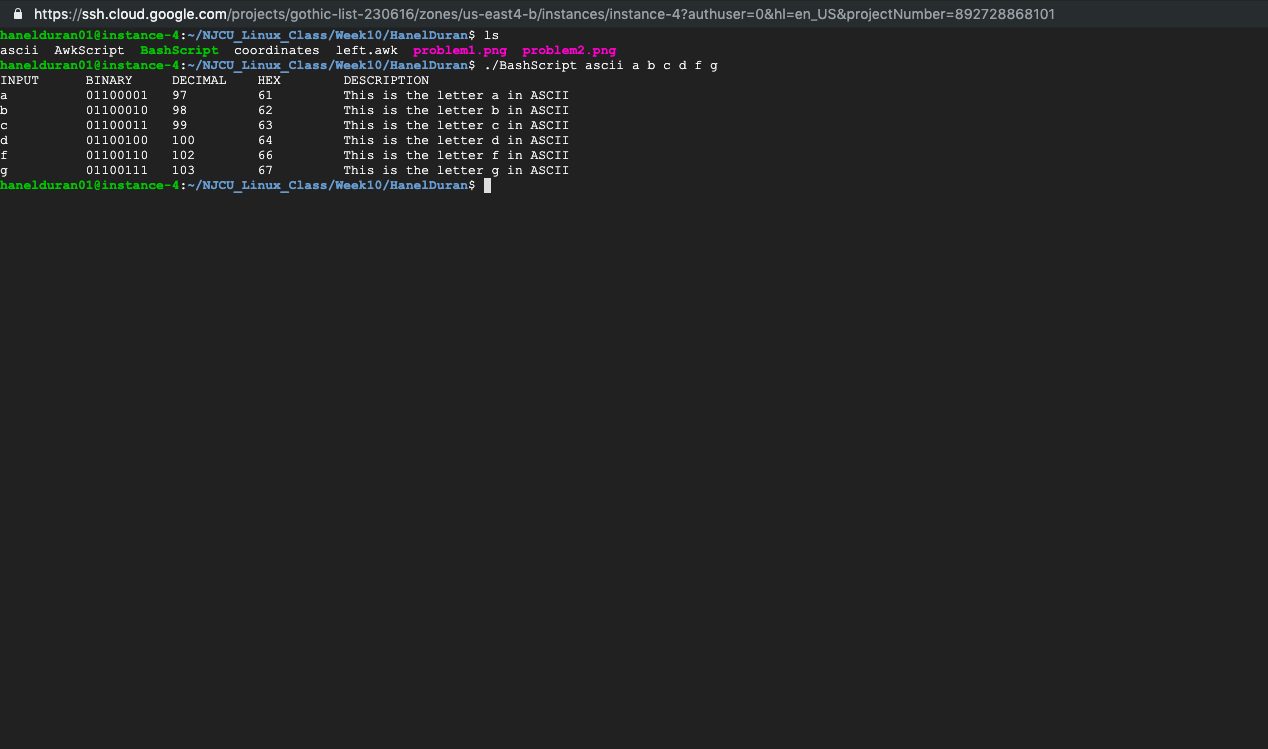 https://ssh.cloud.google.com/projects/gothic-list-230616/zones/us-east4-b/instances/instance-4?authuser=0&hl=en_US&projectNumber=892728868101
hanelduran01@instance-4:~/NJCU_Linux_Class/Week10/HanelDuran$ ls
ascii  AwkScript  BashScript  coordinates  left.awk  problem1.png  problem2.png
hanelduran01@instance-4:~/NJCU_Linux_Class/Week10/HanelDuran$ ./BashScript ascii a b c d f g
INPUT      BINARY     DECIMAL    HEX        DESCRIPTION
a          01100001   97         61         This is the letter a in ASCII
b          01100010   98         62         This is the letter b in ASCII
c          01100011   99         63         This is the letter c in ASCII
d          01100100   100        64         This is the letter d in ASCII
f          01100110   102        66         This is the letter f in ASCII
g          01100111   103        67         This is the letter g in ASCII
hanelduran01@instance-4:~/NJCU_Linux_Class/Week10/HanelDuran$